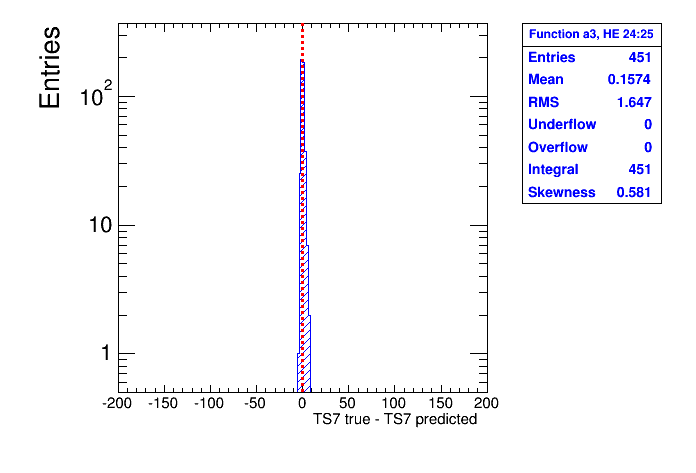 Function a3, HE 24:25
Entries 451
Mean 0.1574
RMS 1.647
Underflow 0
Overflow 0
Integral 451
Skewness 0.581
Entries
10²
10
1
-200 -150 -100 -50 0 50 100 150 200
TS7 true - TS7 predicted